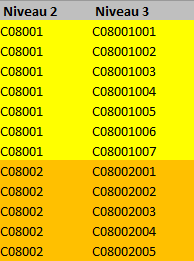 Niveau 2 Niveau 3
C08001 C08001001
C08001 C08001002
C08001 C08001003
C08001 C08001004
C08001 C08001005
C08001 C08001006
C08001 C08001007
C08002 C08002001
C08002 C08002002
C08002 C08002003
C08002 C08002004
C08002 C08002005